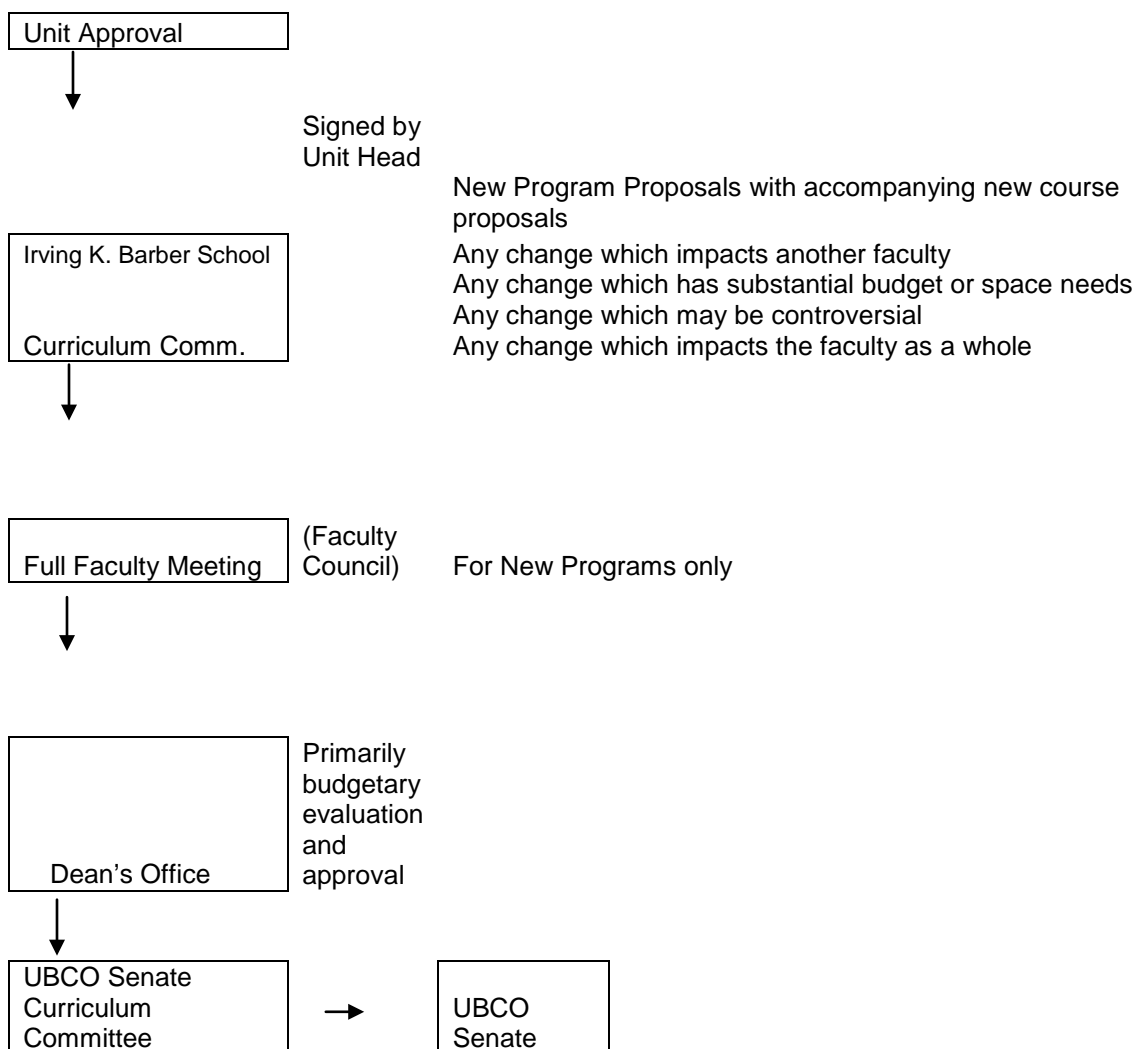 Unit Approval
Signed by
Unit Head
New Program Proposals with accompanying new course
proposals
Irving K. Barber School
Any change which impacts another faculty
Any change which has substantial budget or space needs
Any change which may be controversial
Curriculum Comm.
Any change which impacts the faculty as a whole
(Faculty
Full Faculty Meeting
Council)
For New Programs only
Primarily
budgetary
evaluation
and
Dean's Office
approval
UBCO Senate
Curriculum
Committee
UBCO
Senate